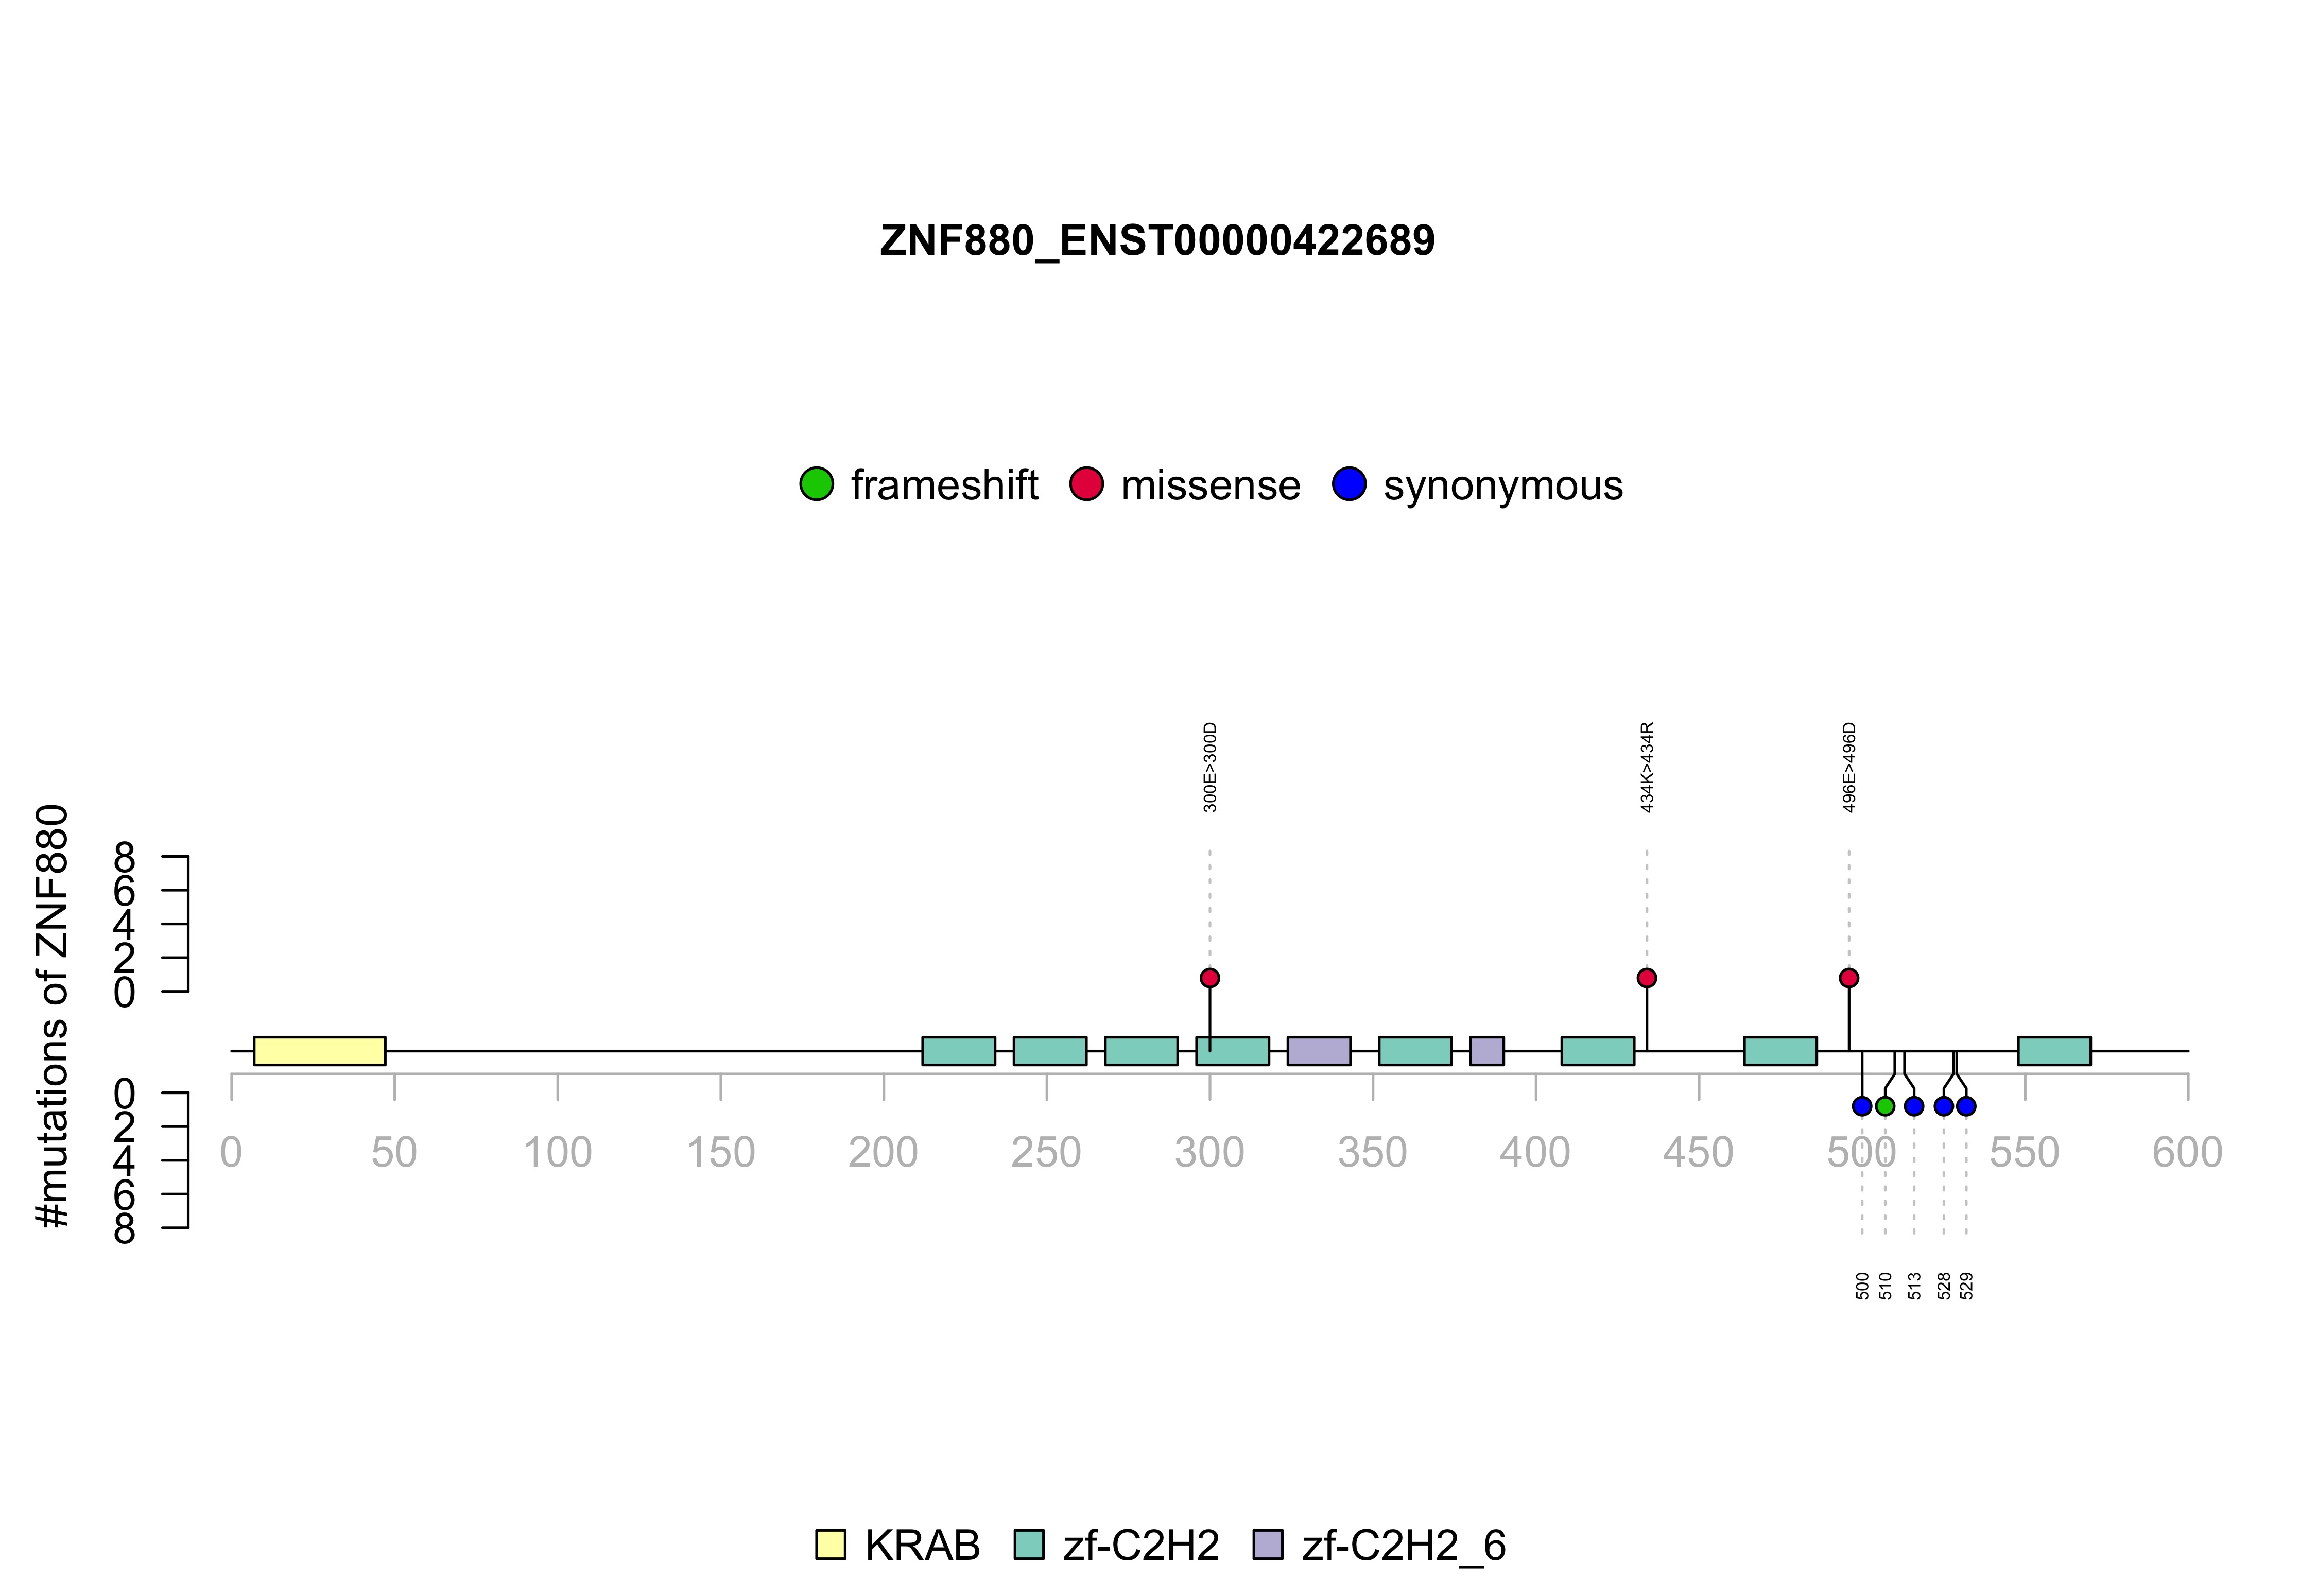 ZNF880_ENST00000422689
frameshift missense synonymous
300E>300D 434K>434R 496E>496D
#mutations of ZNF880
8
6
4
2
0
0
2
4
6
8
0 50 100 150 200 250 300 350 400 450 500 550 600
500 510 513 528 529
KRAB zf-C2H2 zf-C2H2_6